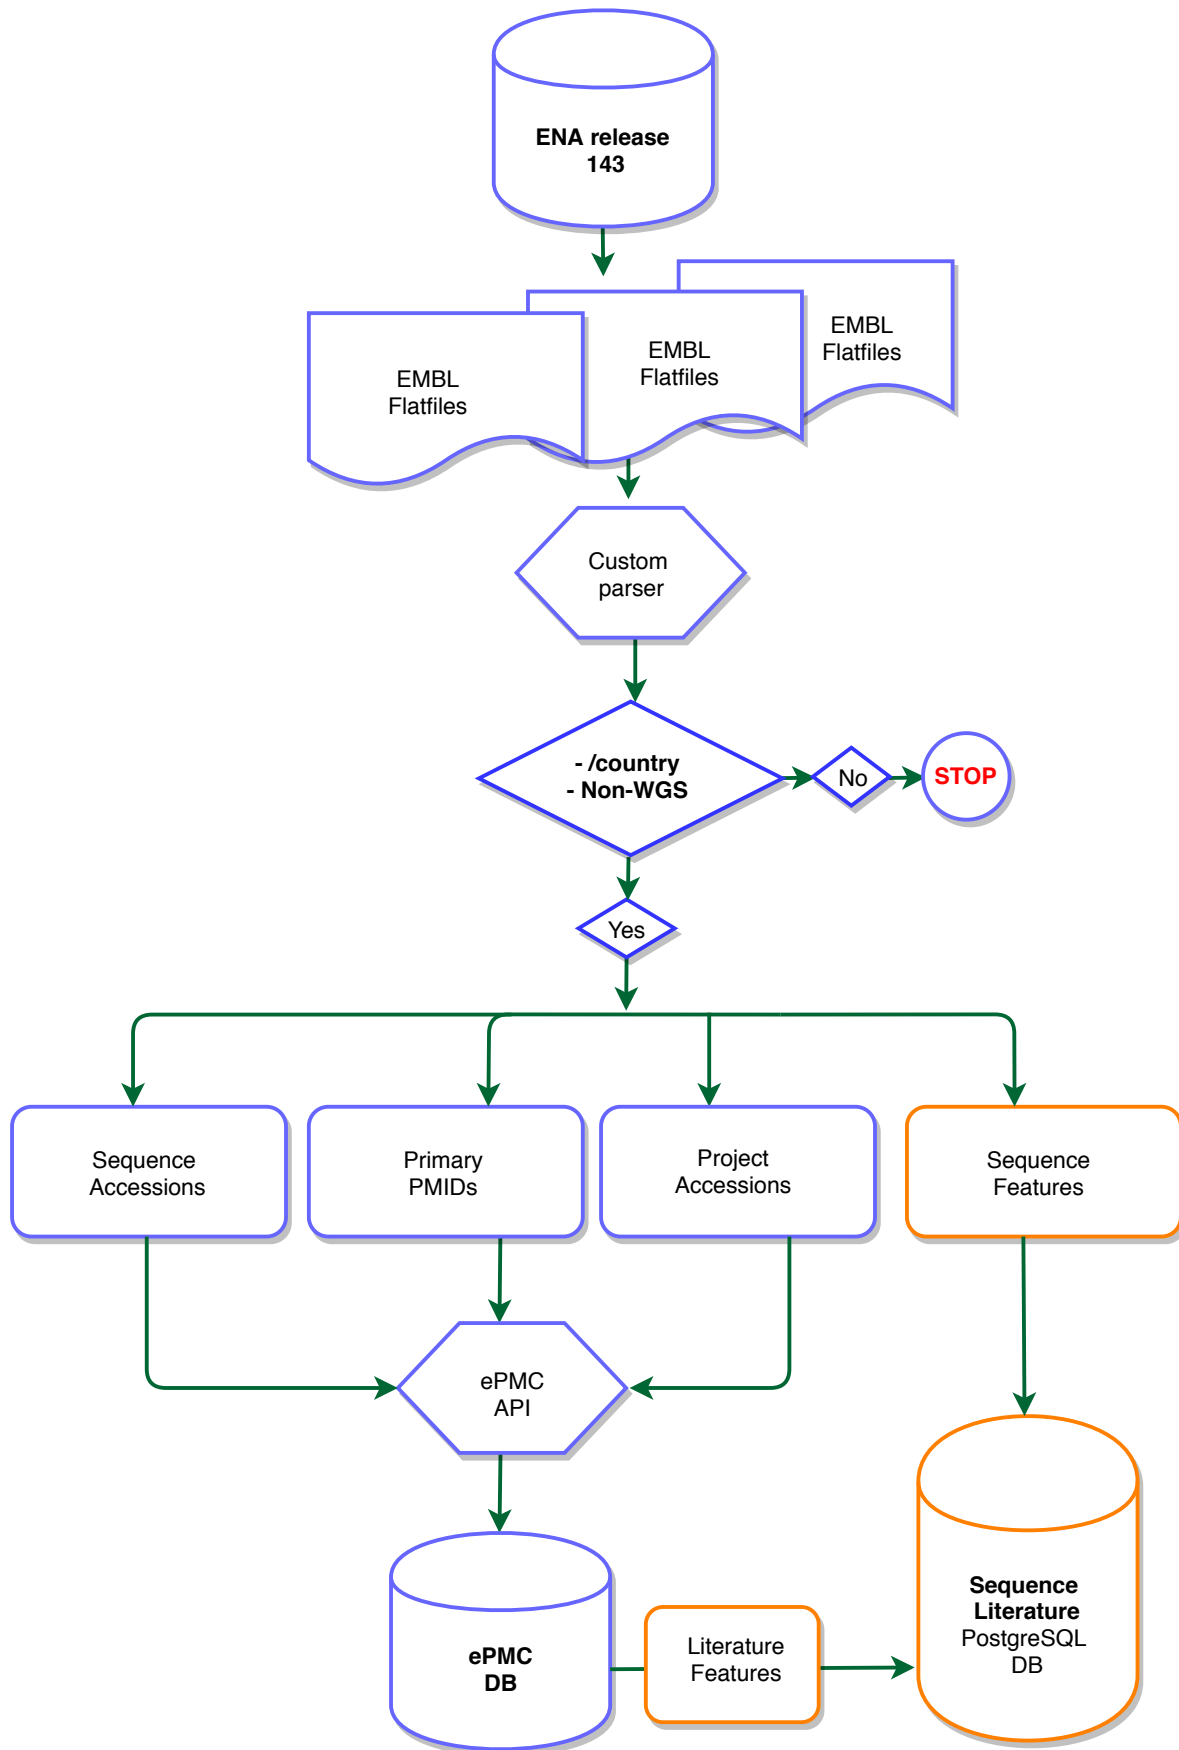 ENA release
143
EMBL
Flatfiles
EMBL
Flatfiles
EMBL
Flatfiles
Custom
parser
- /country
- Non-WGS
No
STOP
Yes
Sequence
Accessions
Primary
PMIDs
Project
Accessions
Sequence
Features
ePMC
API
ePMC
DB
Literature
Features
Sequence
Literature
PostgreSQL
DB